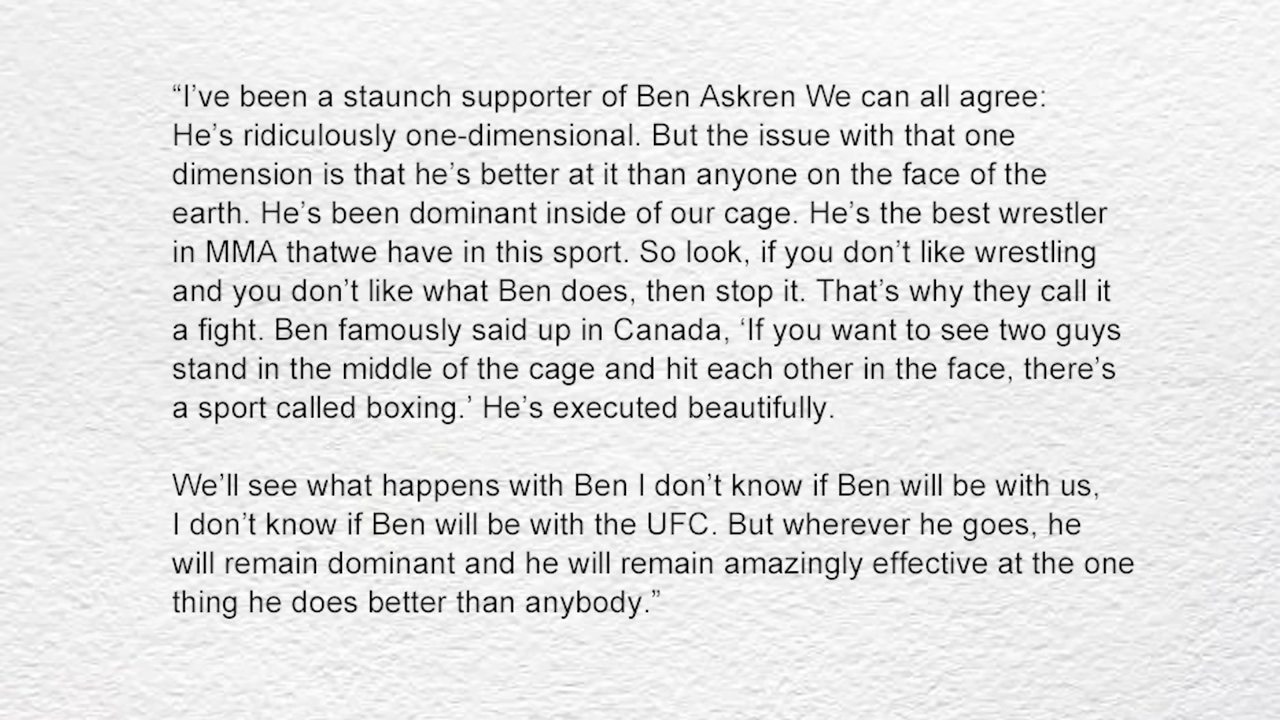 “I’ve been a staunch supporter of Ben Askren We can all agree:
He’s ridiculously one-dimensional. But the issue with that one
dimension is that he’s better at it than anyone on the face of the
earth. He’s been dominant inside of our cage. He’s the best wrestler
in MMA thatwe have in this sport. So look, if you don’t like wrestling
and you don’t like what Ben does, then stop it. That’s why they call it
a fight. Ben famously said up in Canada, ‘If you want to see two guys
stand in the middle of the cage and hit each other in the face, there’s
a sport called boxing.’ He’s executed beautifully.

We’ll see what happens with Ben I don’t know if Ben will be with us,
I don’t know if Ben will be with the UFC. But wherever he goes, he
will remain dominant and he will remain amazingly effective at the one
thing he does better than anybody.”